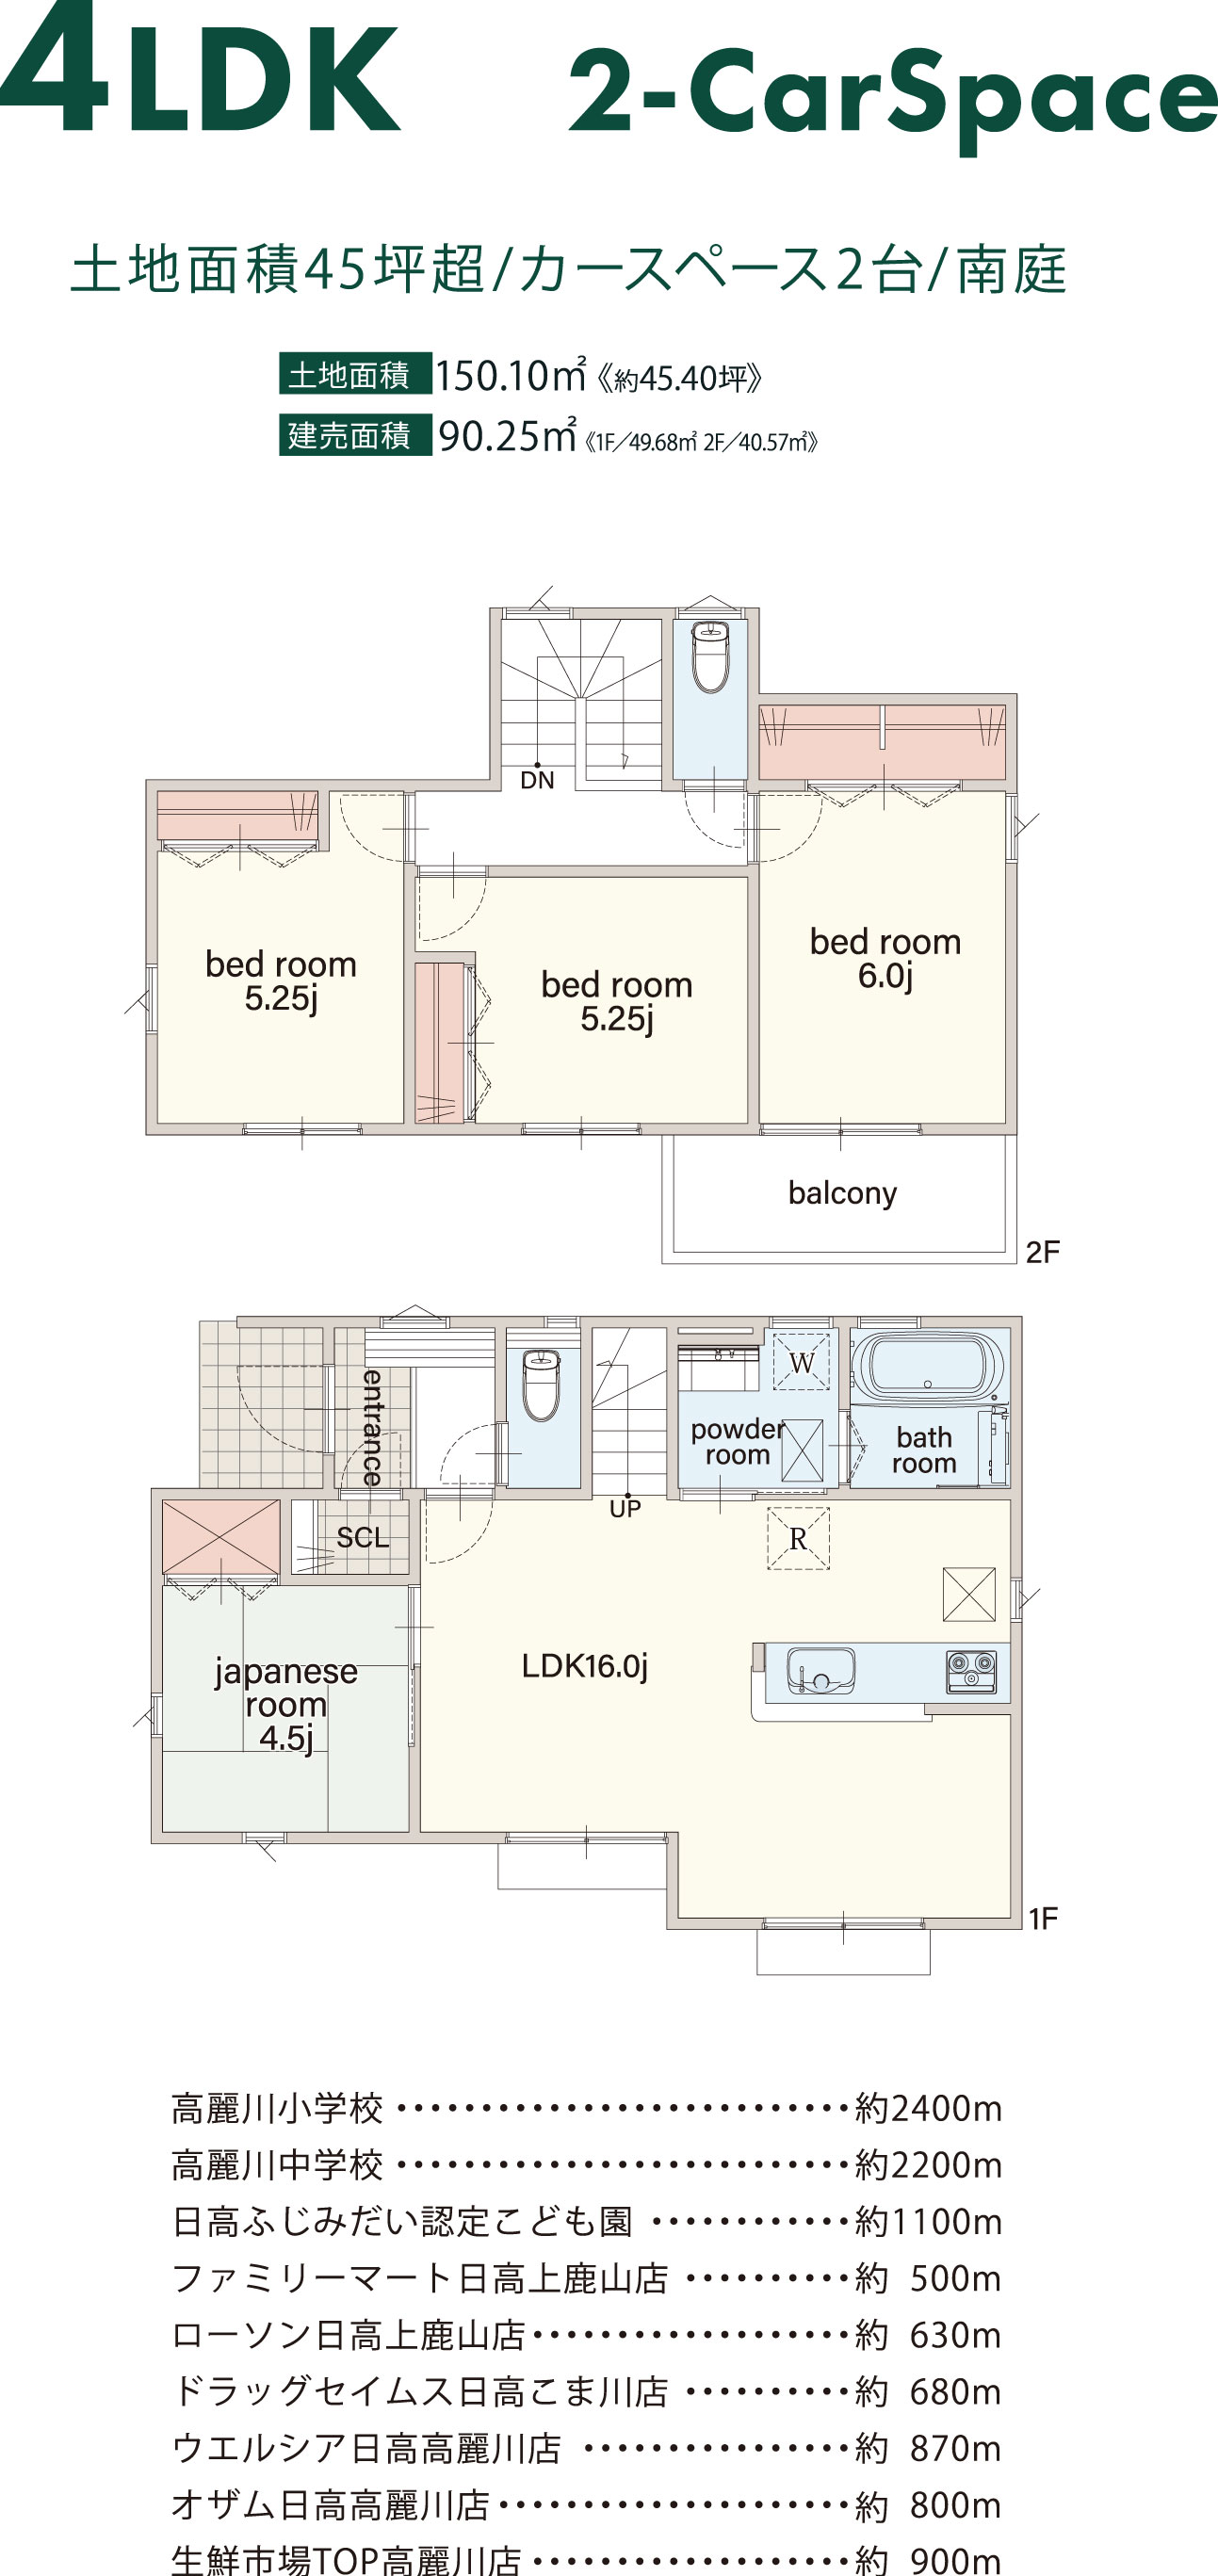 4LDK 2-CarSpace
土地面積45坪超/カースペース2台/南庭
土地面積 150.10㎡《約45.40坪》
建売面積 90.25㎡《1F／49.68㎡ 2F／40.57㎡》
DN
bed room
5.25j
bed room
5.25j
bed room
6.0j
balcony
2F
entrance
W
powder
room
bath
room
UP
SCL
R
LDK16.0j
japanese
room
4.5j
1F
高麗川小学校 ･･･････････････････････････ 約2400m
高麗川中学校 ･･･････････････････････････ 約2200m
日高ふじみだい認定こども園 ････････････ 約1100m
ファミリーマート日高上鹿山店 ･･････････ 約 500m
ローソン日高上鹿山店 ･･･････････････････ 約 630m
ドラッグセイムス日高こま川店 ･･････････ 約 680m
ウエルシア日高高麗川店 ････････････････ 約 870m
オザム日高高麗川店 ･････････････････････ 約 800m
生鮮市場TOP高麗川店 ･･･････････････････ 約 900m